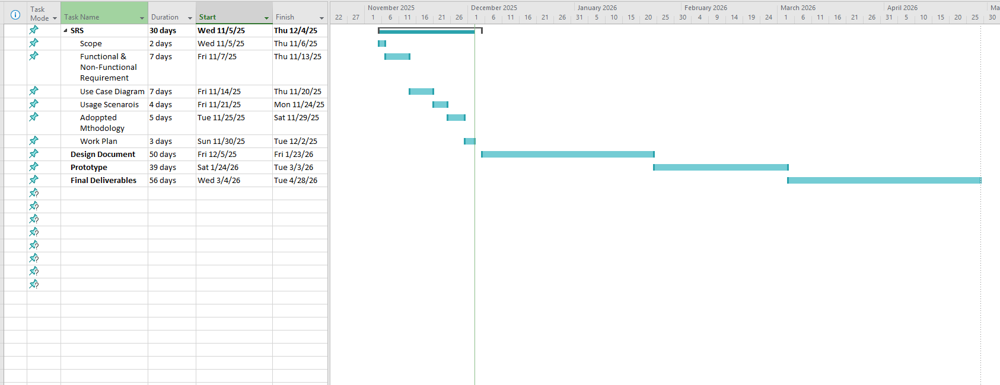 Task Mode Task Name Duration Start Finish
November 2025 December 2025 January 2026 February 2026 March 2026 April 2026 Ma
22 27 1 6 11 16 21 26 1 6 11 16 21 26 31 5 10 15 20 25 30 4 9 14 19 24 1 6 11 16 21 26 31 5 10 15 20 25 30
SRS 30 days Wed 11/5/25 Thu 12/4/25
Scope 2 days Wed 11/5/25 Thu 11/6/25
Functional & 7 days Fri 11/7/25 Thu 11/13/25
Non-Functional
Requirement
Use Case Diagram 7 days Fri 11/14/25 Thu 11/20/25
Usage Scenarois 4 days Fri 11/21/25 Mon 11/24/25
Adoppted 5 days Tue 11/25/25 Sat 11/29/25
Mthodology
Work Plan 3 days Sun 11/30/25 Tue 12/2/25
Design Document 50 days Fri 12/5/25 Fri 1/23/26
Prototype 39 days Sat 1/24/26 Tue 3/3/26
Final Deliverables 56 days Wed 3/4/26 Tue 4/28/26
?
?
?
?
?
?
?
?